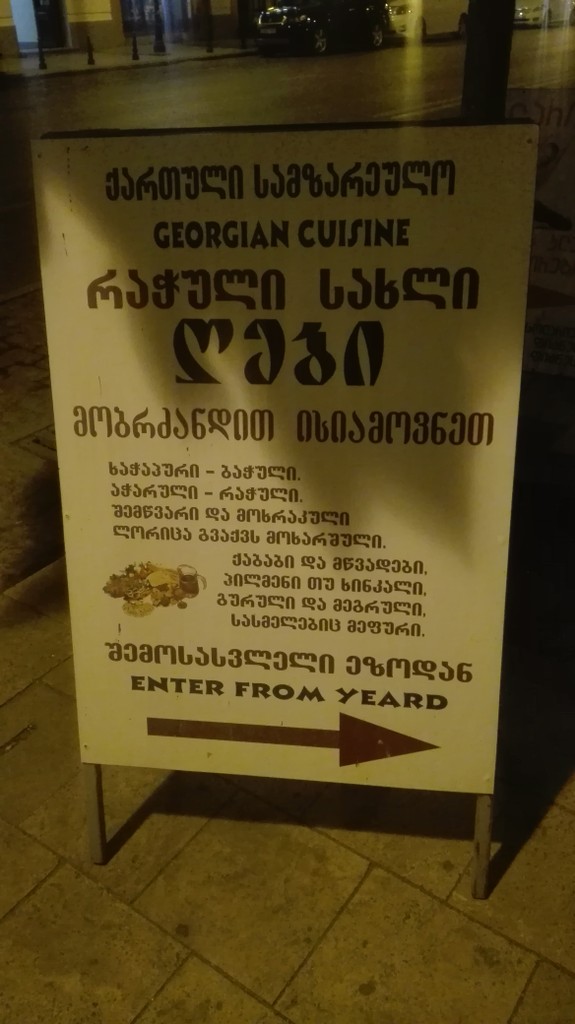 ქართული სამზარეულო
GEORGIAN CUISINE
რაჭული სახლი
ღები
მობრძანდით ისიამოვნეთ
ხაჭაპური - ბაჭული.
აჭარული - რაჭული.
შემწვარი და მოხრაკული
ლორიცა გვაქვს მოხარშული.
ქაბაბი და მწვადები,
პილმენი თუ ხინკალი,
გურული და მეგრული,
სასმელებიც მეფური.
შემოსასვლელი ეზოდან
ENTER FROM YEARD